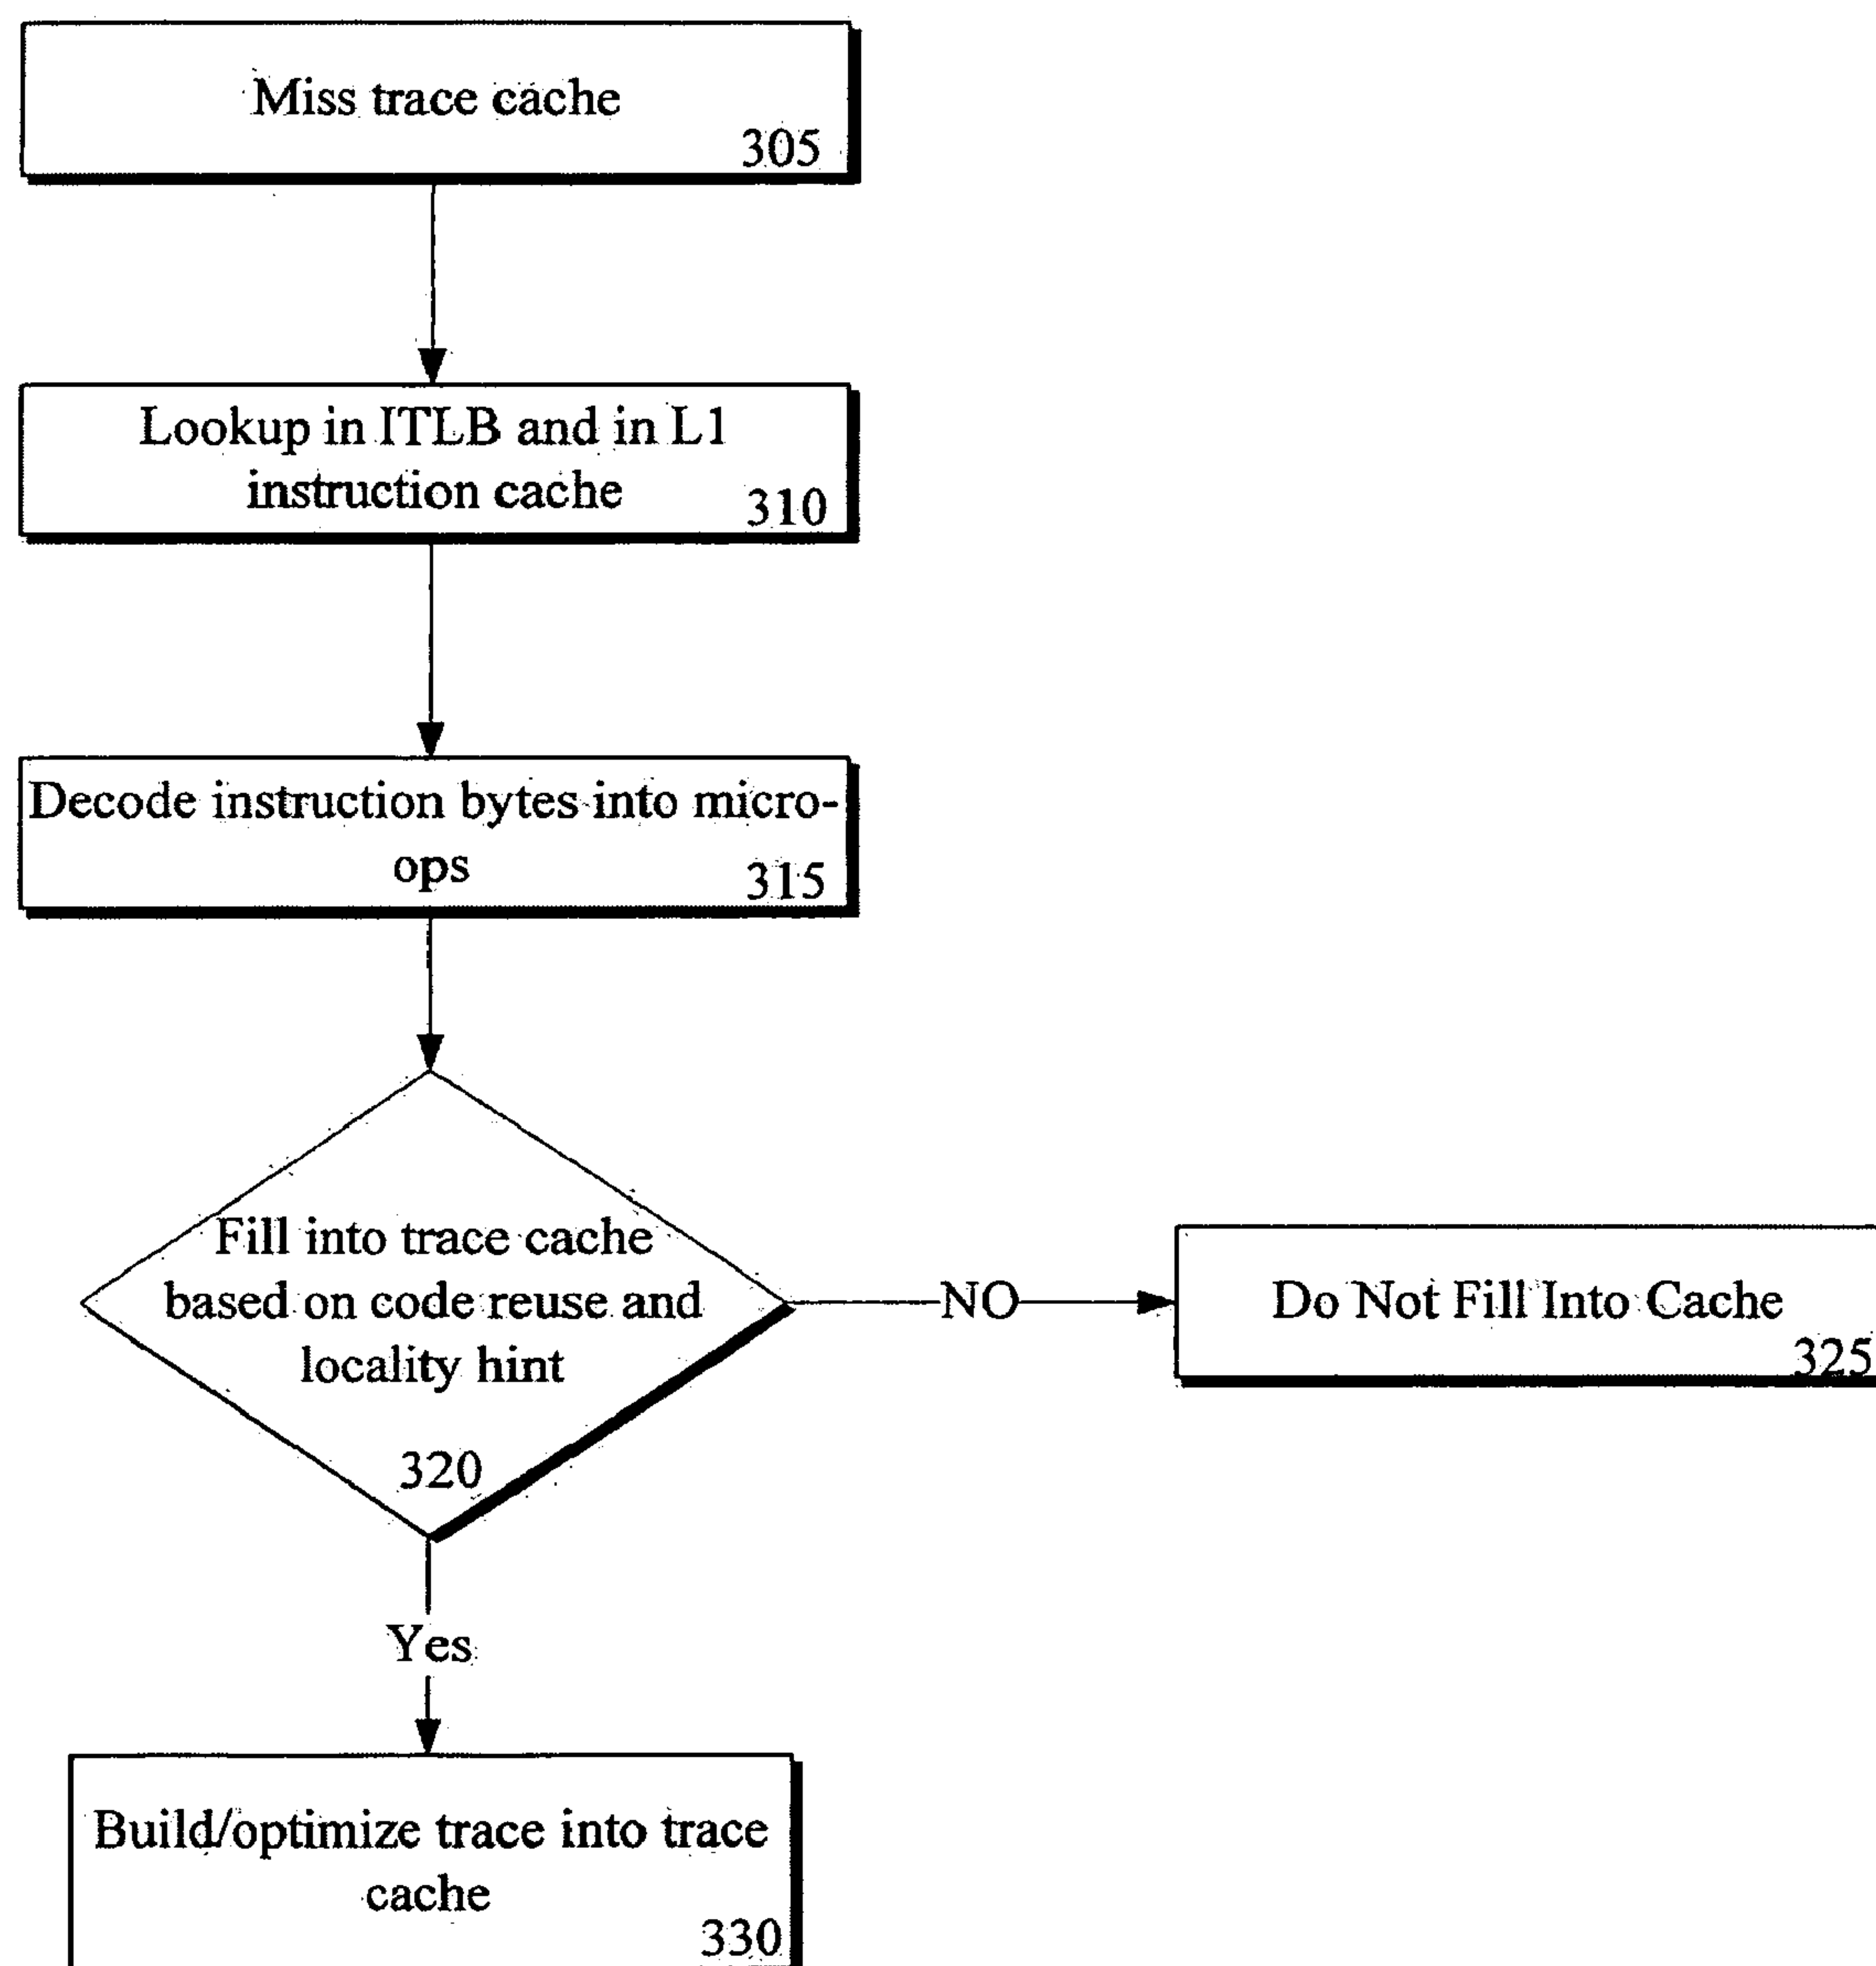 Miss trace cache
305
Lookup in ITLB and in L1
instruction cache
310
Decode instruction bytes into micro-
ops
315
Fill into trace cache
based on code reuse and
locality hint
320
NO
Do Not Fill Into Cache
325
Yes
Build/optimize trace into trace
cache
330